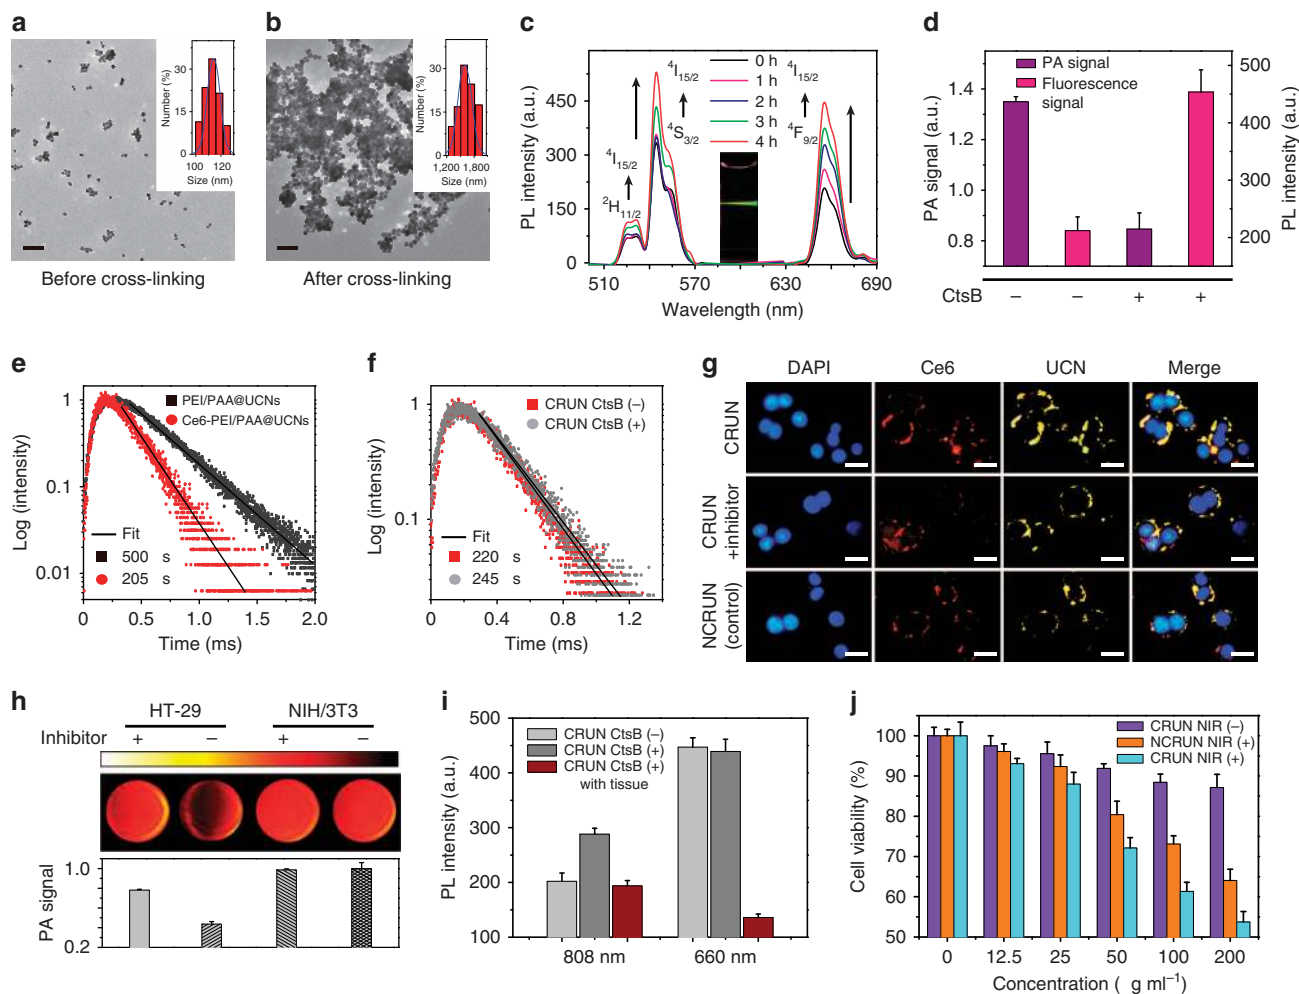 a
Number (%)
30
15
0
100 120
Size (nm)
Before cross-linking
b
Number (%)
30
15
0
1,200 1,800
Size (nm)
After cross-linking
c
PL intensity (a.u.)
450
300
150
0
510 570 630 690
Wavelength (nm)
⁴I₁₅/₂
²H₁₁/₂
⁴I₁₅/₂
⁴S₃/₂
0 h
1 h
2 h
3 h
4 h
⁴I₁₅/₂
⁴F₉/₂
d
PA signal (a.u.)
1.4
1.2
1.0
0.8
PA signal
Fluorescence
signal
500
400
300
200
PL intensity (a.u.)
CtsB – – + +
e
Log (intensity)
1
0.1
0.01
PEI/PAA@UCNs
Ce6-PEI/PAA@UCNs
Fit
500 s
205 s
0 0.5 1.0 1.5 2.0
Time (ms)
f
Log (intensity)
1
0.1
CRUN CtsB (–)
CRUN CtsB (+)
Fit
220 s
245 s
0 0.4 0.8 1.2
Time (ms)
g
DAPI Ce6 UCN Merge
CRUN
CRUN
+inhibitor
NCRUN
(control)
h
HT-29 NIH/3T3
Inhibitor + – + –
PA signal
1.0
0.2
i
PL intensity (a.u.)
500
400
300
200
100
CRUN CtsB (–)
CRUN CtsB (+)
CRUN CtsB (+)
with tissue
808 nm 660 nm
j
Cell viability (%)
100
90
80
75
70
60
50
CRUN NIR (–)
NCRUN NIR (+)
CRUN NIR (+)
0 12.5 25 50 100 200
Concentration ( g ml⁻¹)